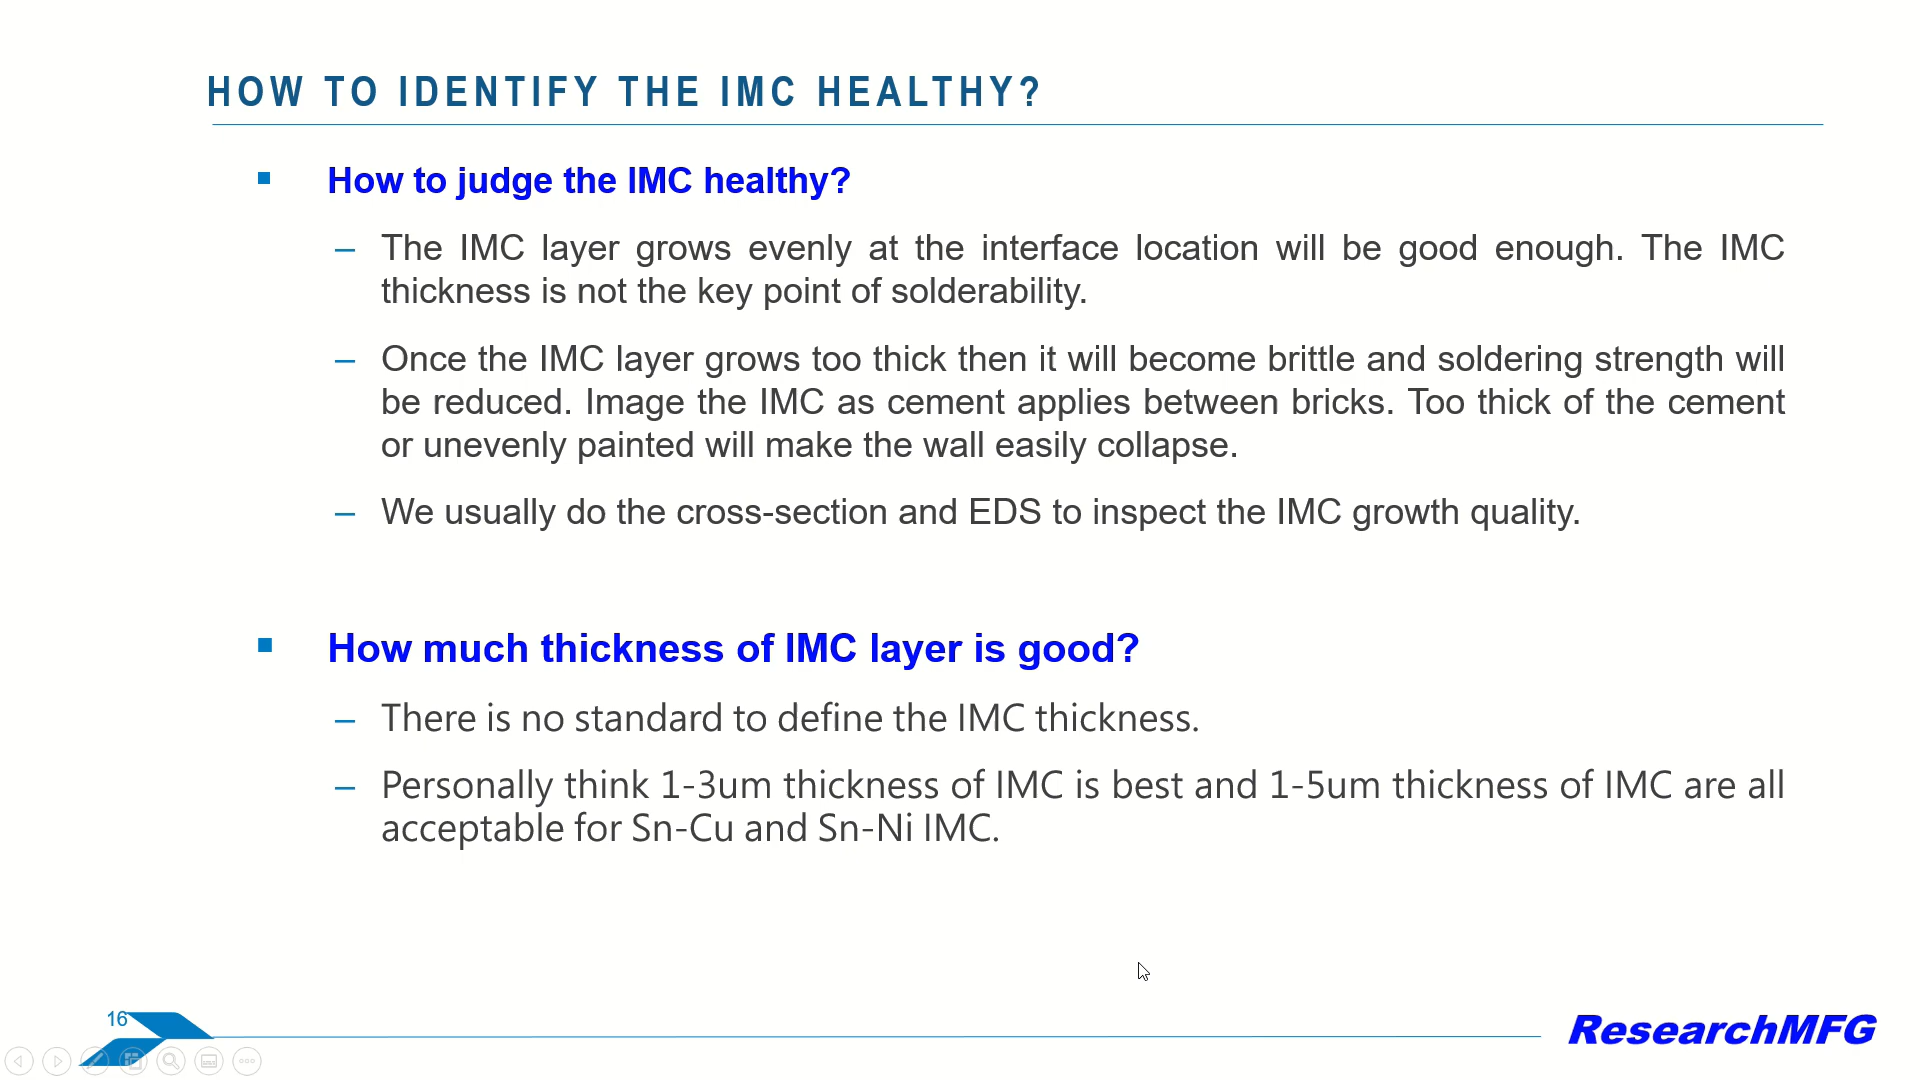 HOW TO IDENTIFY THE IMC HEALTHY?
How to judge the IMC healthy?
– The IMC layer grows evenly at the interface location will be good enough. The IMC
thickness is not the key point of solderability.
– Once the IMC layer grows too thick then it will become brittle and soldering strength will
be reduced. Image the IMC as cement applies between bricks. Too thick of the cement
or unevenly painted will make the wall easily collapse.
– We usually do the cross-section and EDS to inspect the IMC growth quality.
How much thickness of IMC layer is good?
– There is no standard to define the IMC thickness.
– Personally think 1-3um thickness of IMC is best and 1-5um thickness of IMC are all
acceptable for Sn-Cu and Sn-Ni IMC.
16
ResearchMFG